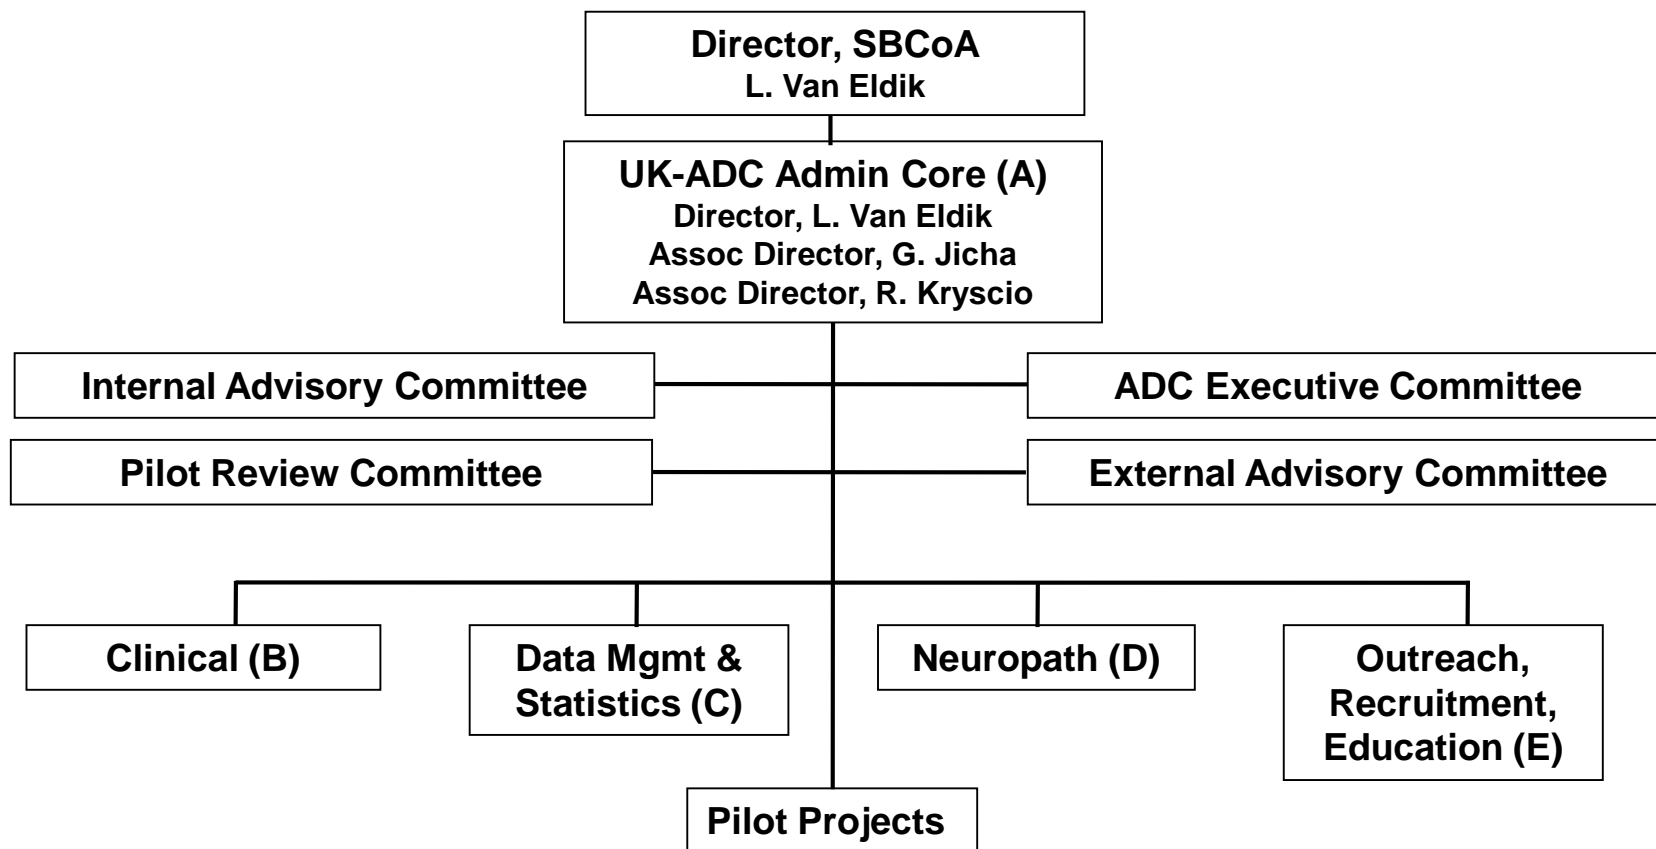 Director, SBCoA
L. Van Eldik
UK-ADC Admin Core (A)
Director, L. Van Eldik
Assoc Director, G. Jicha
Assoc Director, R. Kryscio
Internal Advisory Committee
ADC Executive Committee
Pilot Review Committee
External Advisory Committee
Clinical (B)
Data Mgmt &
Statistics (C)
Neuropath (D)
Outreach,
Recruitment,
Education (E)
Pilot Projects